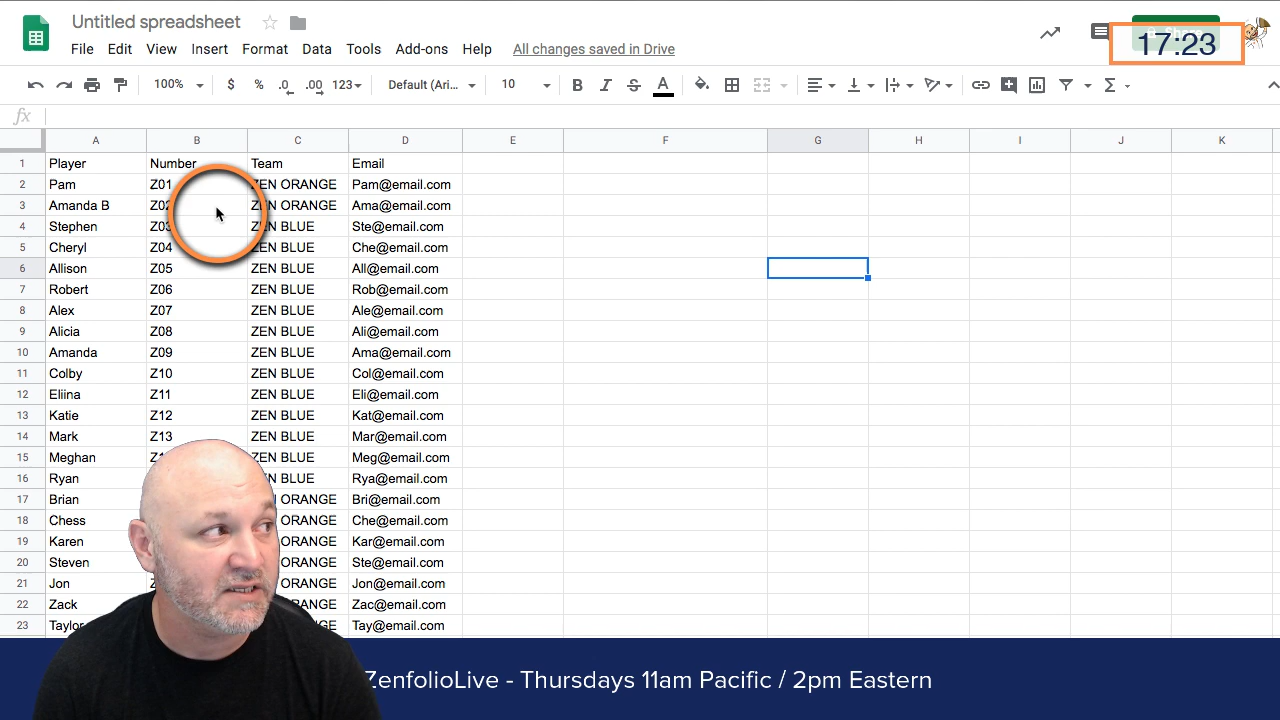 Untitled spreadsheet
17:23
File Edit View Insert Format Data Tools Add-ons Help All changes saved in Drive
100% $ % .0 .00 123 Default (Ari... 10 B I S A Σ
fx
A B C D E F G H I J K
1 Player Number Team Email
2 Pam Z01 ZEN ORANGE Pam@email.com
3 Amanda B Z02 ZEN ORANGE Ama@email.com
4 Stephen Z03 ZEN BLUE Ste@email.com
5 Cheryl Z04 ZEN BLUE Che@email.com
6 Allison Z05 ZEN BLUE All@email.com
7 Robert Z06 ZEN BLUE Rob@email.com
8 Alex Z07 ZEN BLUE Ale@email.com
9 Alicia Z08 ZEN BLUE Ali@email.com
10 Amanda Z09 ZEN BLUE Ama@email.com
11 Colby Z10 ZEN BLUE Col@email.com
12 Eliina Z11 ZEN BLUE Eli@email.com
13 Katie Z12 ZEN BLUE Kat@email.com
14 Mark Z13 ZEN BLUE Mar@email.com
15 Meghan ZEN BLUE Meg@email.com
16 Ryan BLUE Rya@email.com
17 Brian ORANGE Bri@email.com
18 Chess ORANGE Che@email.com
19 Karen ORANGE Kar@email.com
20 Steven ORANGE Ste@email.com
21 Jon ORANGE Jon@email.com
22 Zack Zac@email.com
23 Taylor Tay@email.com
ZenfolioLive - Thursdays 11am Pacific / 2pm Eastern